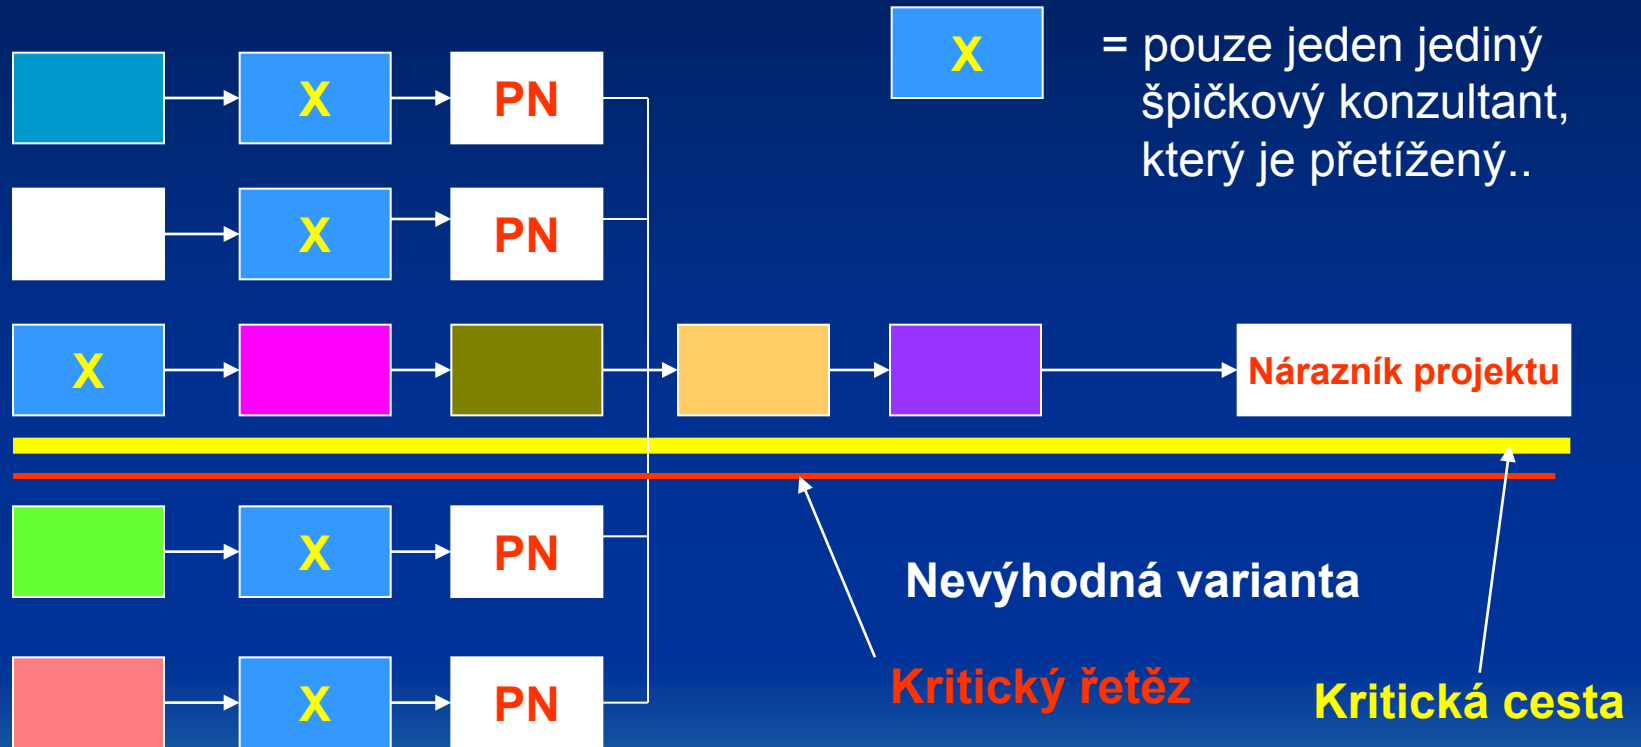 X
= pouze jeden jediný
špičkový konzultant,
který je přetížený..
X PN
X PN
X Nárazník projektu
X PN
Nevýhodná varianta
X PN
Kritický řetěz
Kritická cesta